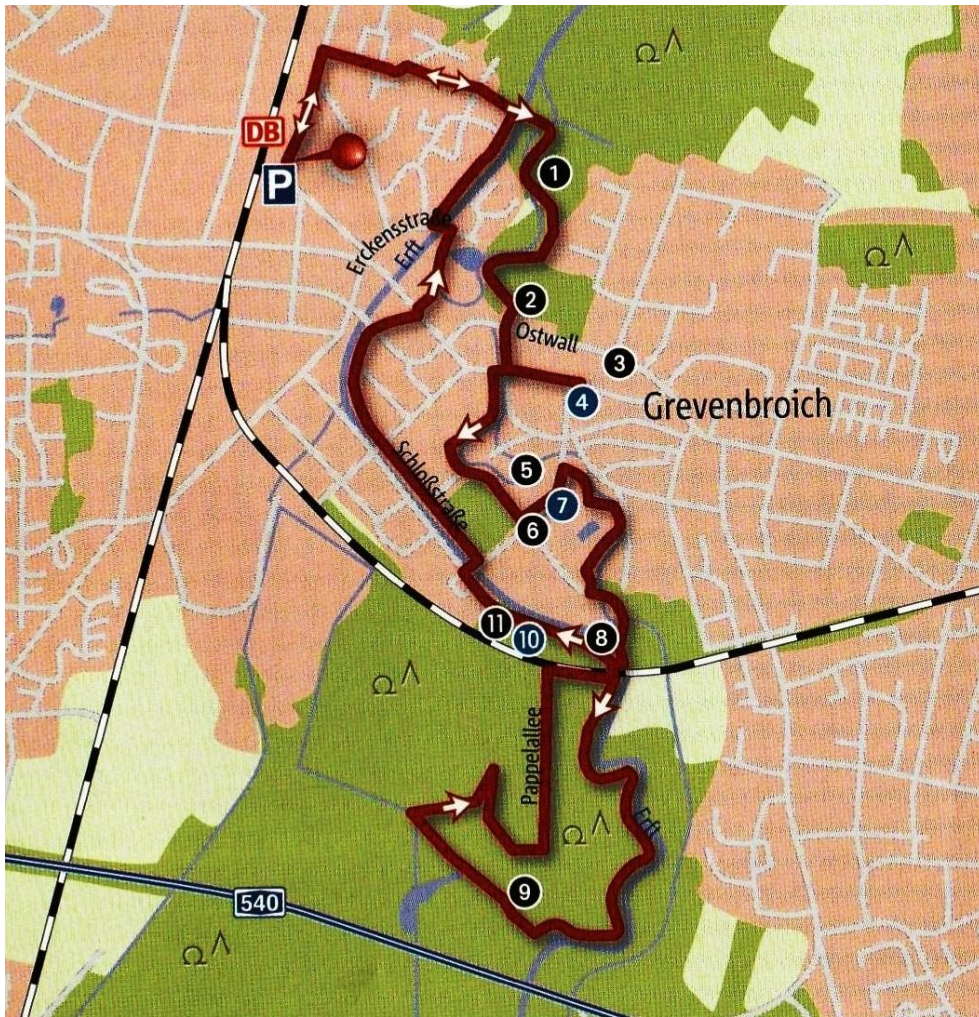 DB
P
1
Erckensstraße
Erft
2
Ostwall
3
4
Grevenbroich
Schloßstraße
5
7
6
11
10
8
Pappelallee
Erft
9
540